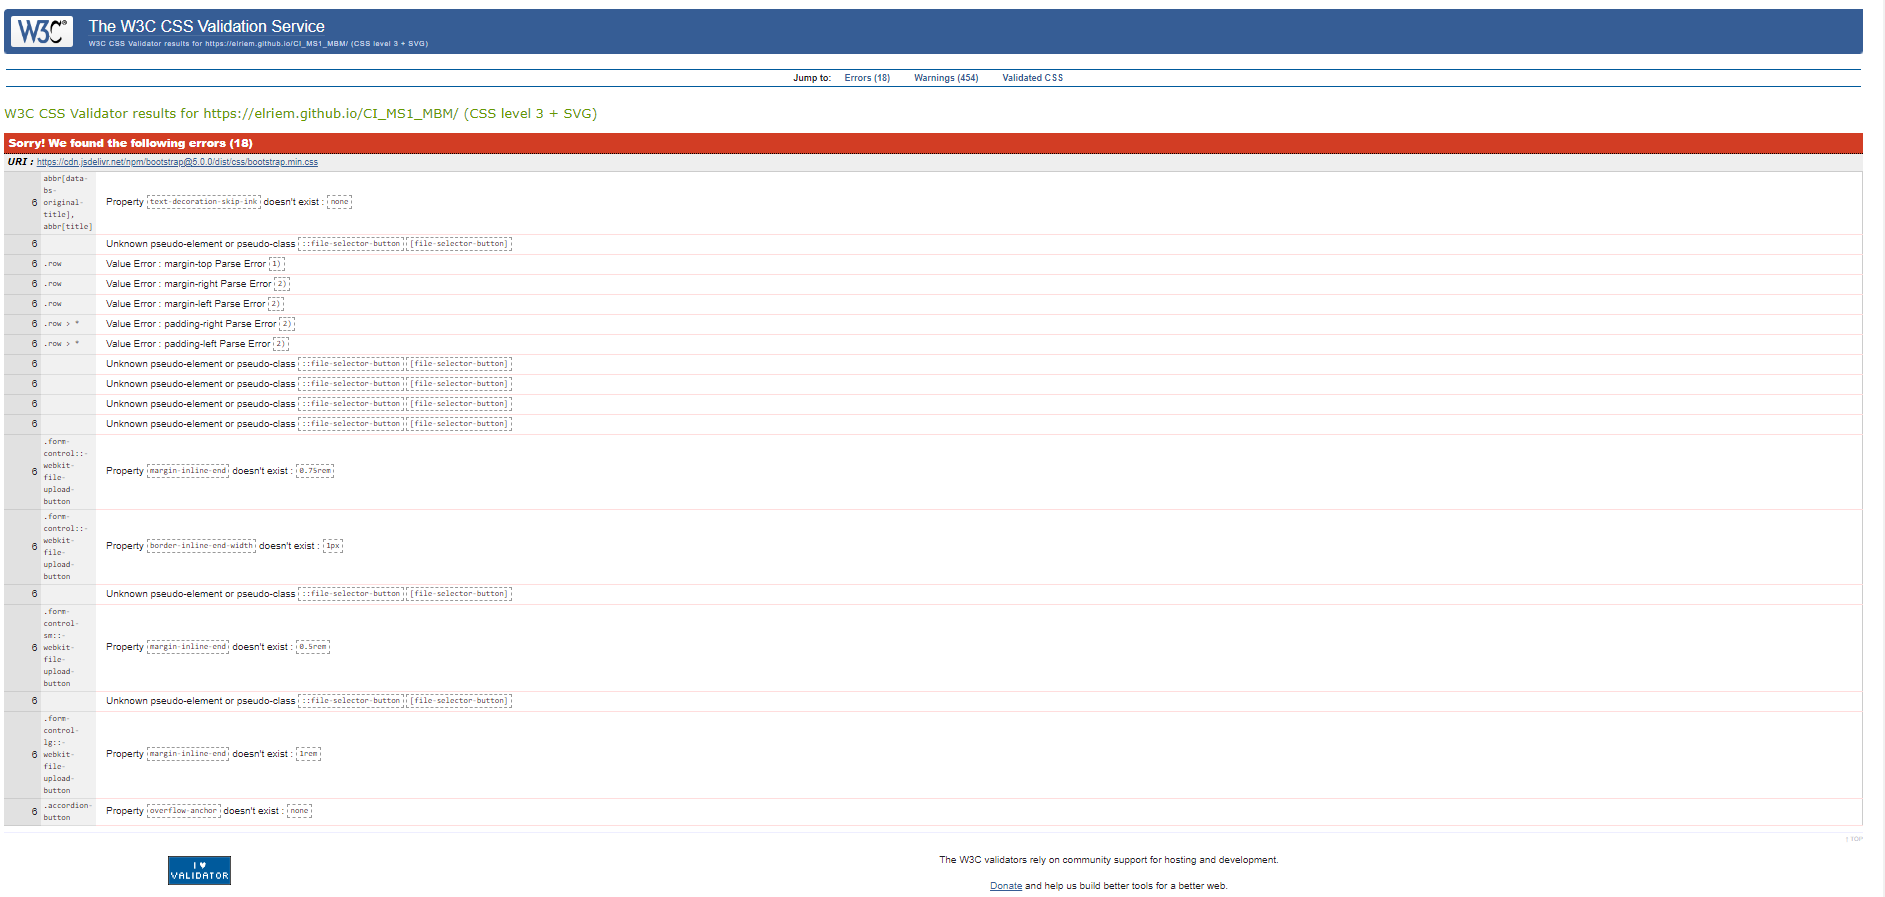 W3C®
The W3C CSS Validation Service
W3C CSS Validator results for https://elriem.github.io/CI_MS1_MBM/ (CSS level 3 + SVG)
Jump to: Errors (18) Warnings (454) Validated CSS
W3C CSS Validator results for https://elriem.github.io/CI_MS1_MBM/ (CSS level 3 + SVG)
Sorry! We found the following errors (18)
URI : https://cdn.jsdelivr.net/npm/bootstrap@5.0.0/dist/css/bootstrap.min.css
abbr[data-
bs-
6 original- Property text-decoration-skip-ink doesn't exist : none
title],
abbr[title]
6 Unknown pseudo-element or pseudo-class ::file-selector-button [file-selector-button]
6 .row Value Error : margin-top Parse Error 1)
6 .row Value Error : margin-right Parse Error 2)
6 .row Value Error : margin-left Parse Error 2)
6 .row > * Value Error : padding-right Parse Error 2)
6 .row > * Value Error : padding-left Parse Error 2)
6 Unknown pseudo-element or pseudo-class ::file-selector-button [file-selector-button]
6 Unknown pseudo-element or pseudo-class ::file-selector-button [file-selector-button]
6 Unknown pseudo-element or pseudo-class ::file-selector-button [file-selector-button]
6 Unknown pseudo-element or pseudo-class ::file-selector-button [file-selector-button]
.form-
control::-
6 webkit- Property margin-inline-end doesn't exist : 0.75rem
file-
upload-
button
.form-
control::-
6 webkit- Property border-inline-end-width doesn't exist : 1px
file-
upload-
button
6 Unknown pseudo-element or pseudo-class ::file-selector-button [file-selector-button]
.form-
control-
sm::-
6 webkit- Property margin-inline-end doesn't exist : 0.5rem
file-
upload-
button
6 Unknown pseudo-element or pseudo-class ::file-selector-button [file-selector-button]
.form-
control-
lg::-
6 webkit- Property margin-inline-end doesn't exist : 1rem
file-
upload-
button
6 .accordion- Property overflow-anchor doesn't exist : none
button
↑ TOP
I ♥
VALIDATOR
The W3C validators rely on community support for hosting and development.
Donate and help us build better tools for a better web.